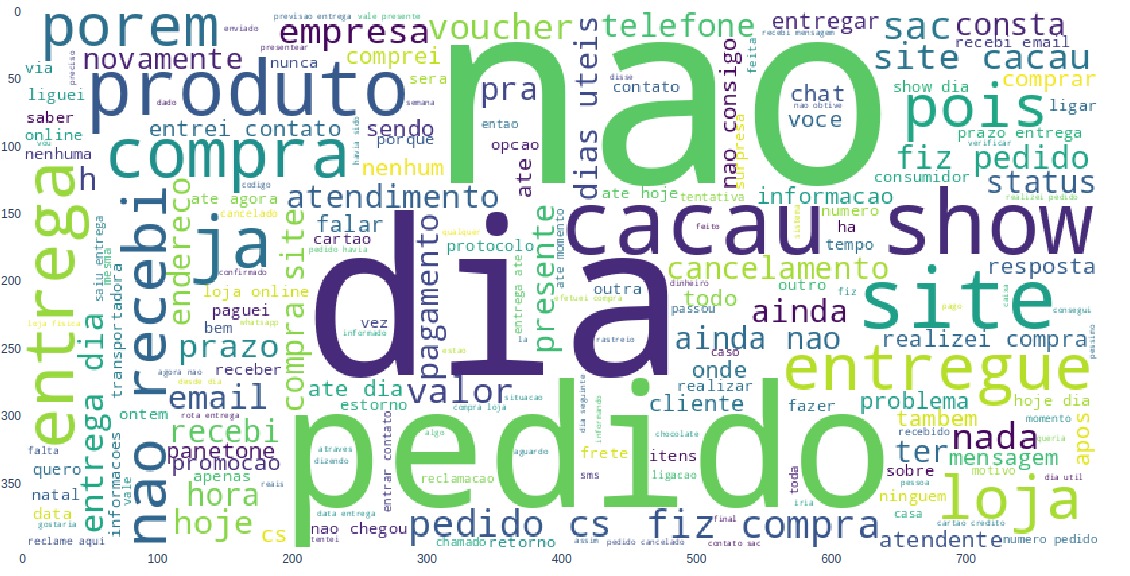 0
50
100
150
200
250
300
350
0
100
200
300
400
500
600
700
porem
enviado
previsao entrega
vale presente
empresa
voucher
telefone
recebi mensagem
entregar
sac
consta
recebi email
novamente
presentear
nunca
comprei
nao
dias uteis
feita
site cacau
via
preciso
produto
sera
pra
disse
contato
nao consigo
chat
nao obtive
voce
show dia
comprar
liguei
dado
semana
pois
ligar
saber
online
vou
entrei contato
sendo
porque
entao
opcao
surpresa
prazo entrega
verificar
nenhuma
compra
havia sido
nenhum
ate
fiz pedido
consumidor
status
entrega
h
codigo
atendimento
ate hoje
tentativa
informacao
realizei pedido
nao recebi
endereco
ate agora
cancelado
ja
falar
cartao
pedido havia
dia
pagamento
qualquer
protocolo
presente
ate momento
cacau show
feito
sistema
numero
ha
tempo
saiu entrega
mesma
transportadora
confirmado
compra site
loja online
entrega ate
efetuei compra
outra
cancelamento
dinheiro
todo
outro
fiz
site
resposta
caixa
consegui
pago
loja fisica
entrega dia
paguei
bem
whatsapp
vez
informado
la
rastreio
passou
ainda
prazo
receber
estao
caso
ainda nao
realizei compra
pessimo
agora nao
desde dia
email
ate dia
estorno
valor
situacao
compra loja
onde
realizar
cliente
entregue
fazer
problema
hoje dia
ontem
rota entrega
recebi
pedido
dia seguinte
informando
chocolate
tambem
recebido
momento
queria
apos
falta
informacoes
panetone
promocao
atraves
dizendo
entrar contato
algo
aguardo
frete
itens
ter
nada
mensagem
quero
vale
apenas
reais
reclamacao
sms
ligacao
toda
sobre
pessoa
motivo
dia util
natal
data
gostaria
hora
hoje
data entrega
iria
ninguem
casa
loja
cartao credito
reclame aqui
cs
nao chegou
tentei
pedido cs
chamado
retorno
assim
pedido cancelado
fiz compra
final
contato sac
atendente
numero pedido